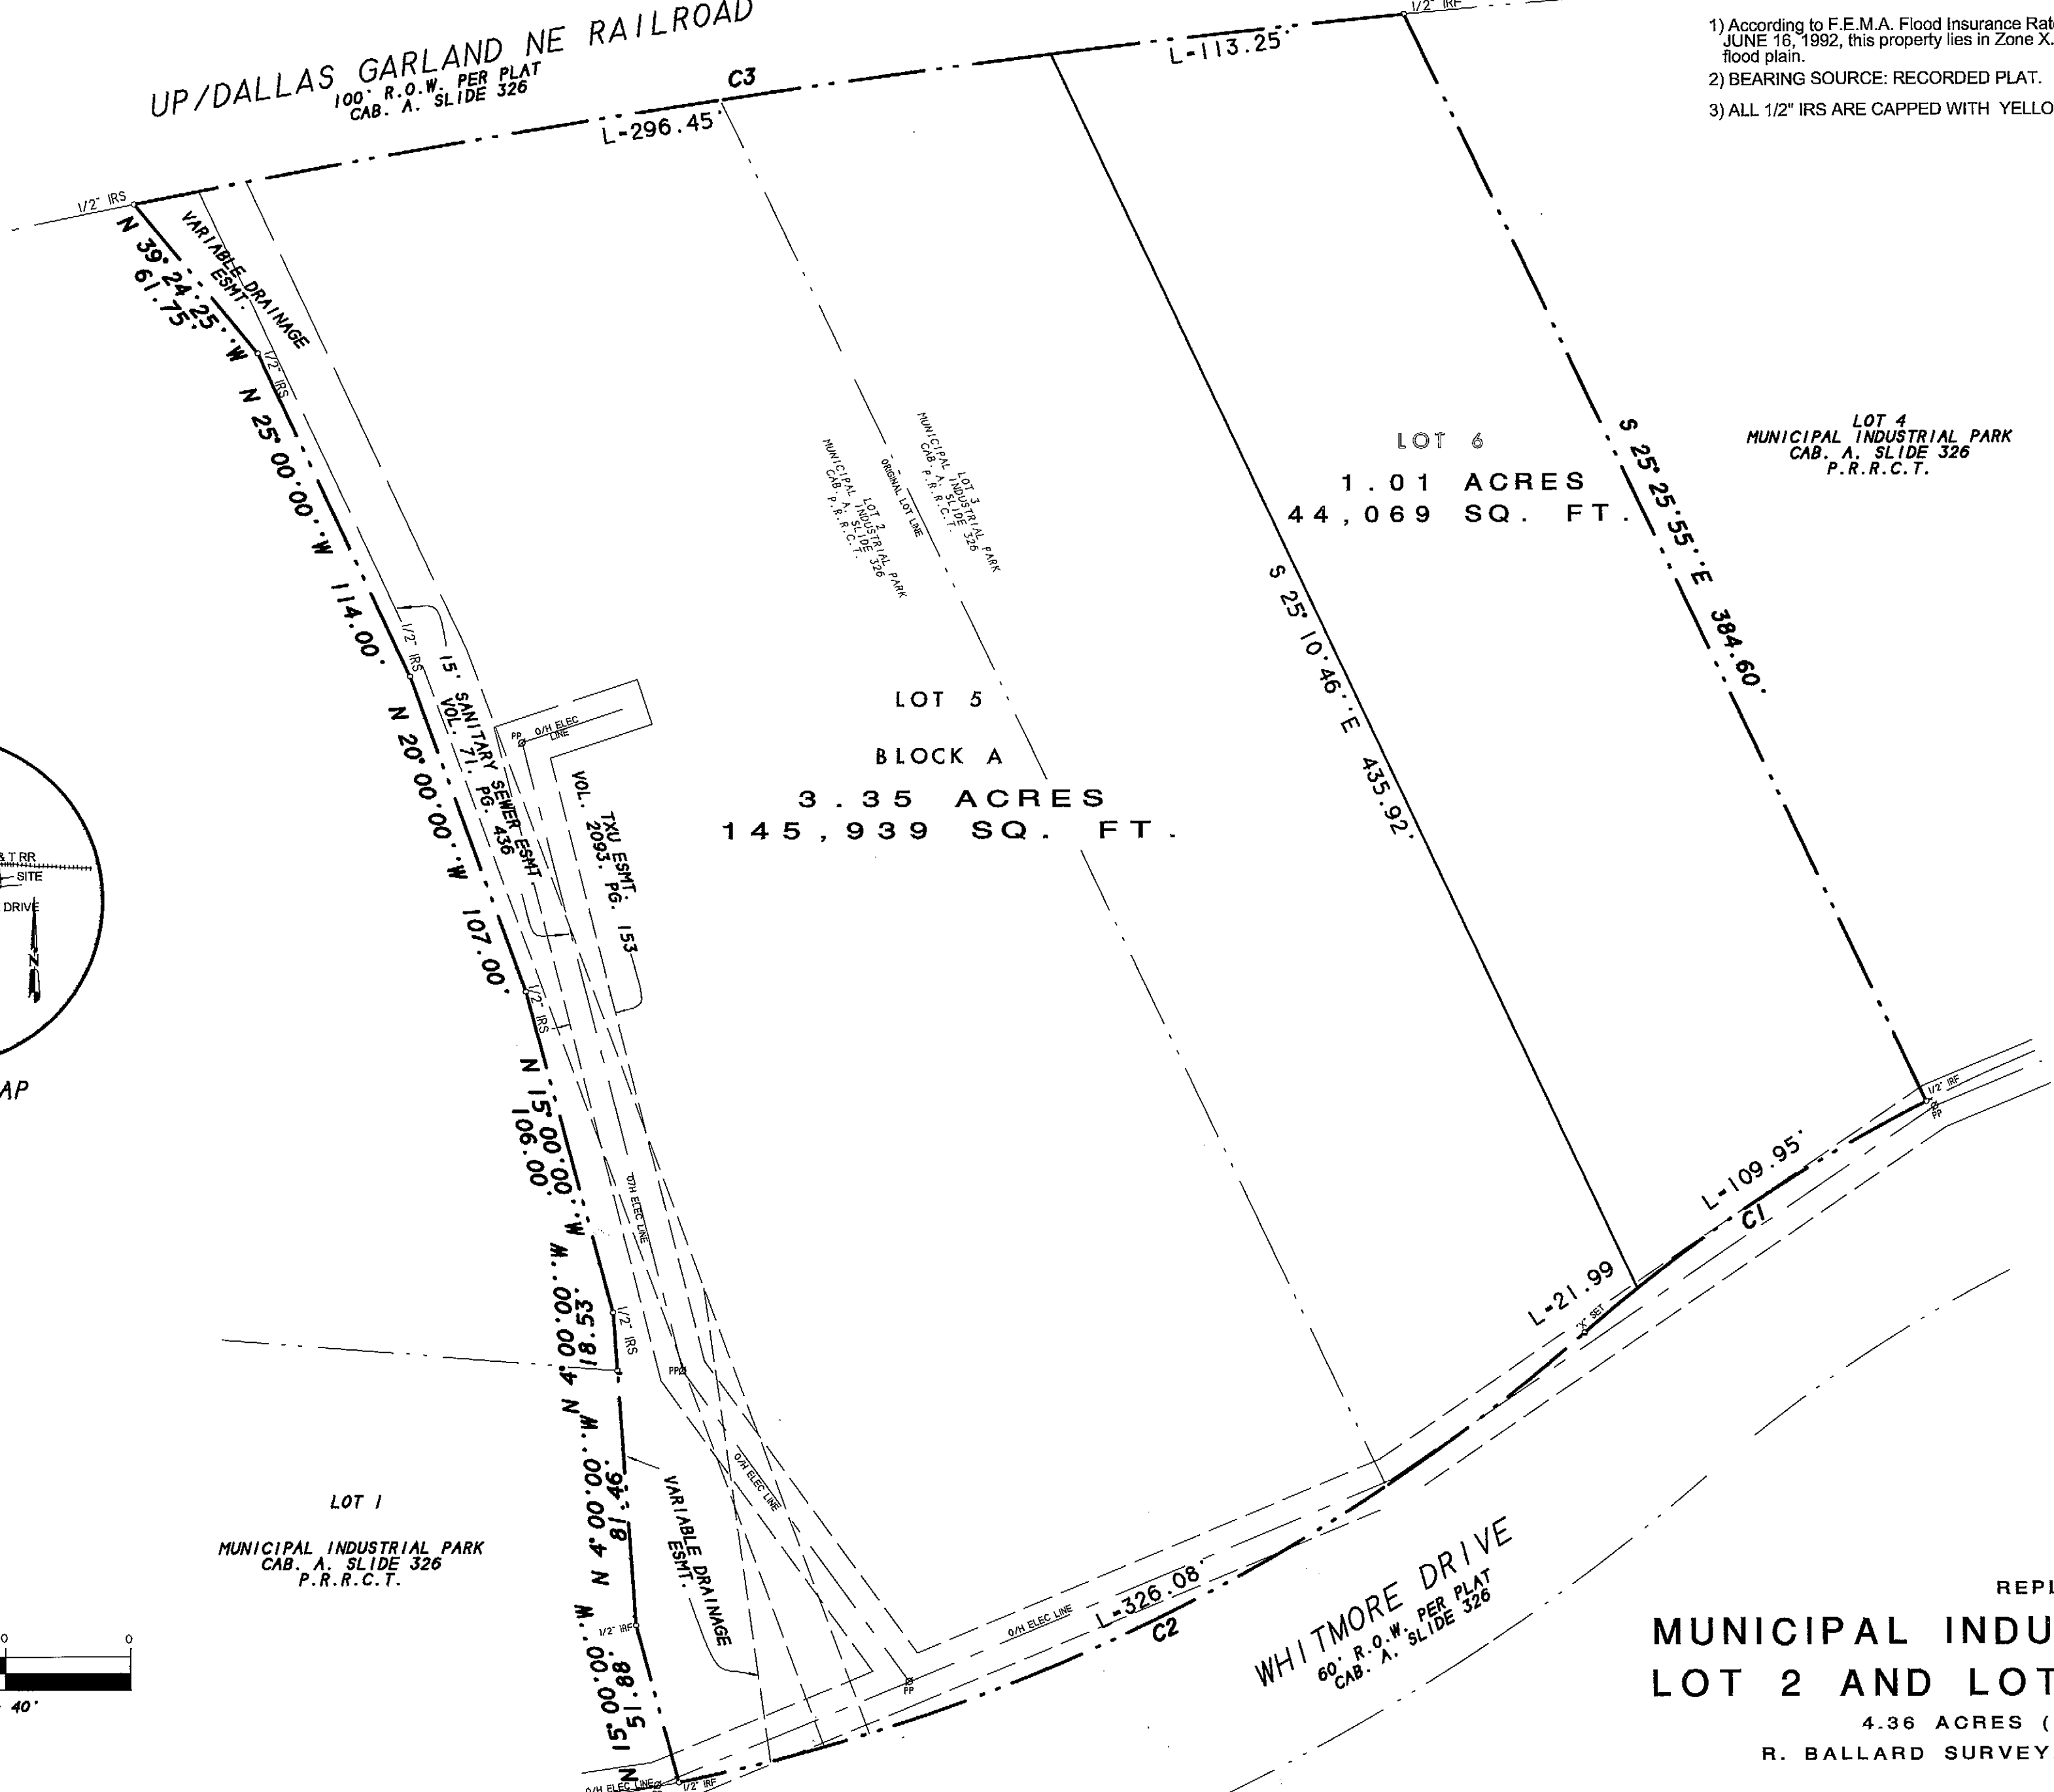 UP/DALLAS GARLAND NE RAILROAD
100' R.O.W. PER PLAT
CAB. A. SLIDE 326
C3
L-296.45'
L-113.25'
1/2" IRF
1) According to F.E.M.A. Flood Insurance Rat
JUNE 16, 1992, this property lies in Zone X.
flood plain.
2) BEARING SOURCE: RECORDED PLAT.
3) ALL 1/2" IRS ARE CAPPED WITH YELLO
1/2" IRS
N 39°24'25''W
61.75'
VARIABLE DRAINAGE
ESMT.
1/2" IRS
N 25°00'00''W 114.00'
1/2" IRS
15' SANITARY SEWER ESMT.
VOL. 71. PG. 436
N 20°00'00''W 107.00'
PP
O/H ELEC
LINE
TXU ESMT.
VOL. 2093. PG. 153
1/2" IRS
N 15°00'00''W
106.00'
O/H ELEC LINE
N 4°00'00''W
18.53'
1/2" IRS
PP
N 4°00'00''W
81.46'
1/2" IRF
N 15°00'00''W
51.88'
VARIABLE DRAINAGE
ESMT.
O/H ELEC LINE
PP
O/H ELEC LINE
1/2" IRF
O/H ELEC LINE
L-326.08'
C2
LOT 2
MUNICIPAL INDUSTRIAL PARK
CAB. A. SLIDE 326
P.R.R.C.T.
ORIGINAL LOT LINE
LOT 3
MUNICIPAL INDUSTRIAL PARK
CAB. A. SLIDE 326
P.R.R.C.T.
LOT 5
BLOCK A
3.35 ACRES
145,939 SQ. FT.
S 25°10'46''E 435.92'
LOT 6
1.01 ACRES
44,069 SQ. FT.
S 25°25'55''E 384.60'
LOT 4
MUNICIPAL INDUSTRIAL PARK
CAB. A. SLIDE 326
P.R.R.C.T.
1/2" IRF
PP
L-109.95'
C1
L-21.99
"X" SET
WHITMORE DRIVE
60' R.O.W. PER PLAT
CAB. A. SLIDE 326
& T RR
SITE
DRIVE
N
AP
LOT 1
MUNICIPAL INDUSTRIAL PARK
CAB. A. SLIDE 326
P.R.R.C.T.
0 0
40'
REPL
MUNICIPAL INDU
LOT 2 AND LOT
4.36 ACRES (
R. BALLARD SURVEY